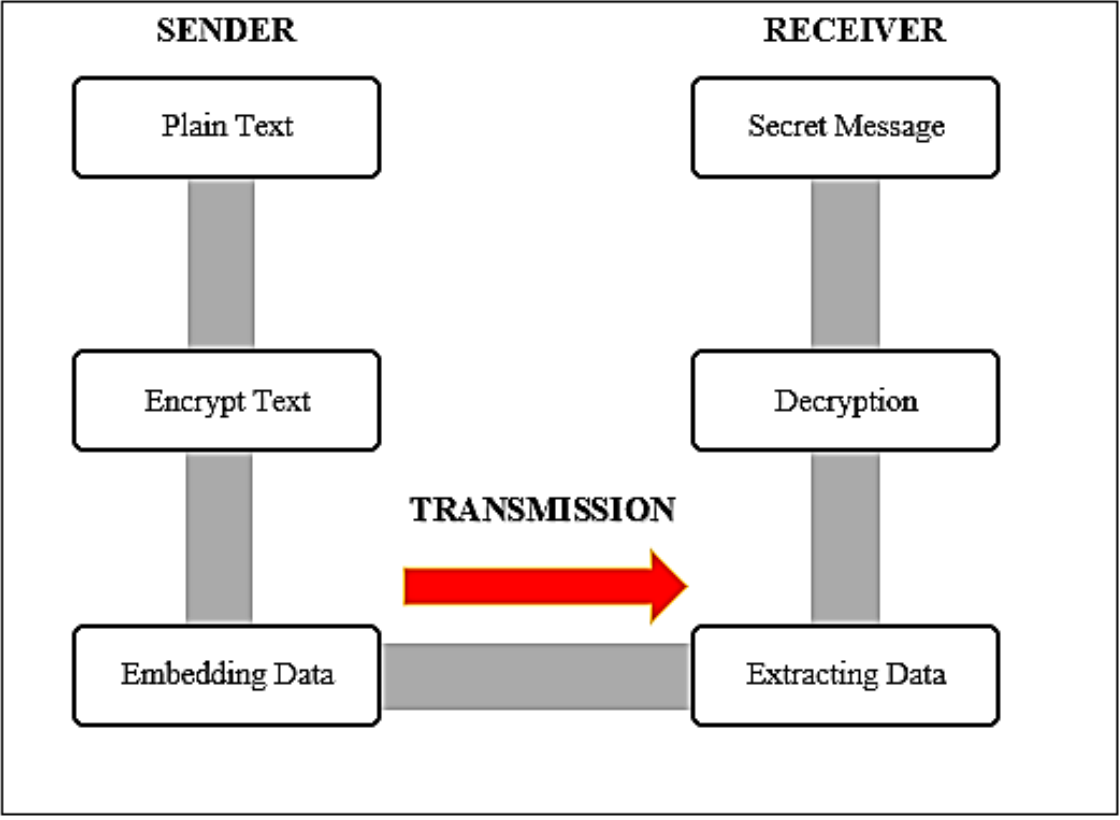 SENDER
RECEIVER
Plain Text
Secret Message
Encrypt Text
Decryption
TRANSMISSION
Embedding Data
Extracting Data